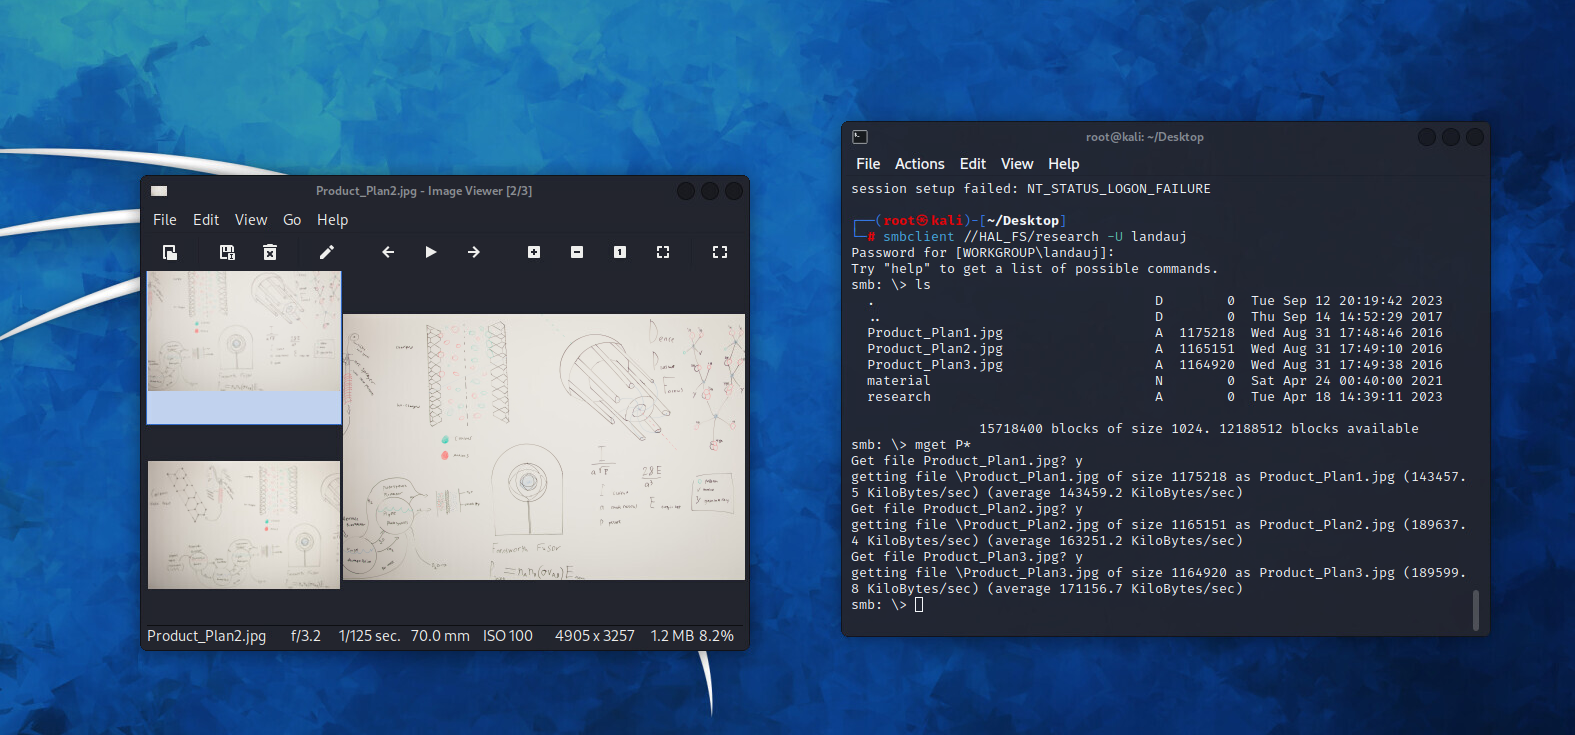 Product_Plan2.jpg - Image Viewer [2/3]
File Edit View Go Help
Dense
Focus
Farnsworth Fusor
Product_Plan2.jpg f/3.2 1/125 sec. 70.0 mm ISO 100 4905 x 3257 1.2 MB 8.2%
root@kali: ~/Desktop
File Actions Edit View Help
session setup failed: NT_STATUS_LOGON_FAILURE
┌──(root㉿kali)-[~/Desktop]
└─# smbclient //HAL_FS/research -U landauj
Password for [WORKGROUP\landauj]:
Try "help" to get a list of possible commands.
smb: \> ls
. D 0 Tue Sep 12 20:19:42 2023
.. D 0 Thu Sep 14 14:52:29 2017
Product_Plan1.jpg A 1175218 Wed Aug 31 17:48:46 2016
Product_Plan2.jpg A 1165151 Wed Aug 31 17:49:10 2016
Product_Plan3.jpg A 1164920 Wed Aug 31 17:49:38 2016
material N 0 Sat Apr 24 00:40:00 2021
research A 0 Tue Apr 18 14:39:11 2023
15718400 blocks of size 1024. 12188512 blocks available
smb: \> mget P*
Get file Product_Plan1.jpg? y
getting file \Product_Plan1.jpg of size 1175218 as Product_Plan1.jpg (143457.
5 KiloBytes/sec) (average 143459.2 KiloBytes/sec)
Get file Product_Plan2.jpg? y
getting file \Product_Plan2.jpg of size 1165151 as Product_Plan2.jpg (189637.
4 KiloBytes/sec) (average 163251.2 KiloBytes/sec)
Get file Product_Plan3.jpg? y
getting file \Product_Plan3.jpg of size 1164920 as Product_Plan3.jpg (189599.
8 KiloBytes/sec) (average 171156.7 KiloBytes/sec)
smb: \>